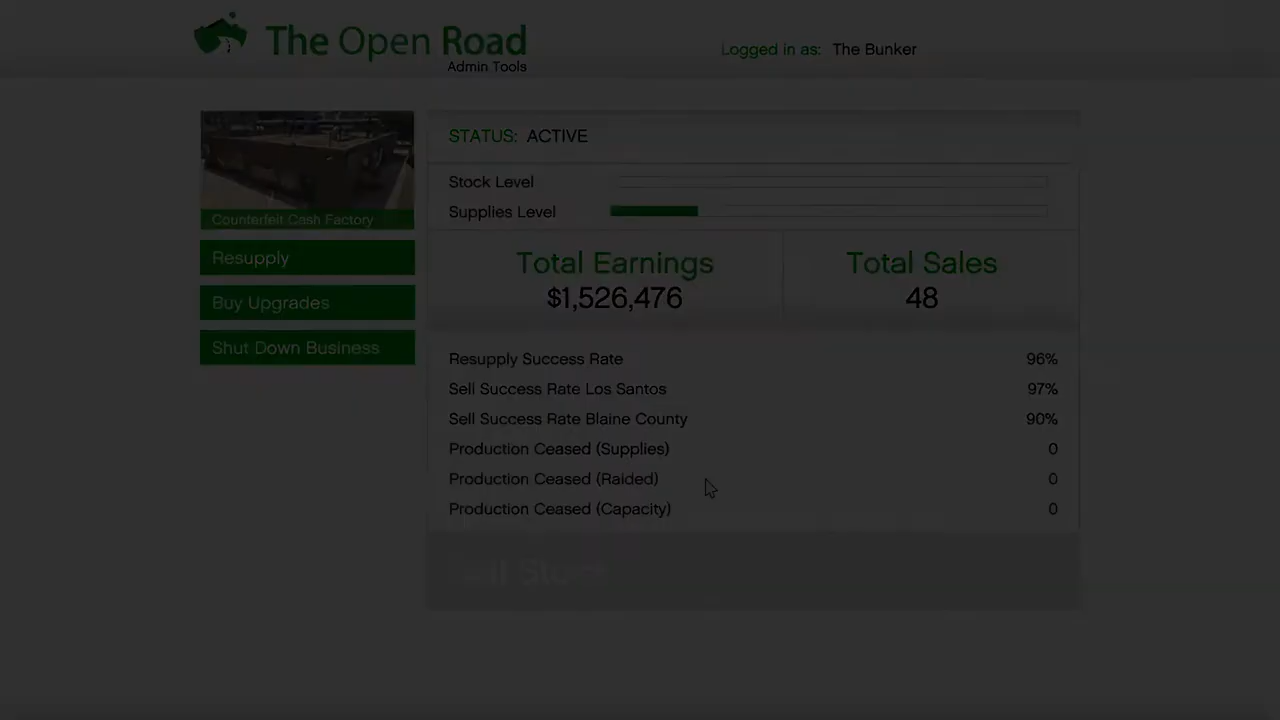 The Open Road
Admin Tools
Logged in as: The Bunker
Counterfeit Cash Factory
Resupply
Buy Upgrades
Shut Down Business
STATUS: ACTIVE
Stock Level
Supplies Level
Total Earnings
$1,526,476
Total Sales
48
Resupply Success Rate 96%
Sell Success Rate Los Santos 97%
Sell Success Rate Blaine County 90%
Production Ceased (Supplies) 0
Production Ceased (Raided) 0
Production Ceased (Capacity) 0